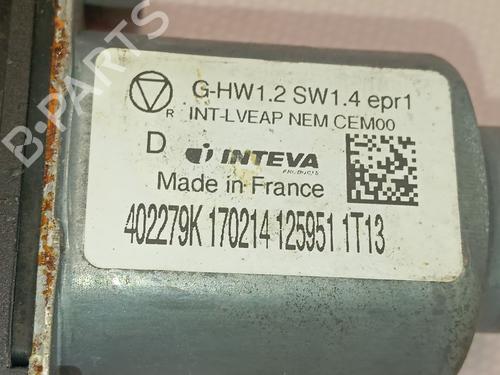 G-HW1.2 SW1.4 epr1
R INT-LVEAP NEM CEM00
D INTEVA
PRODUCTS
Made in France
402279K 170214 125951 1T13
B-PARTS